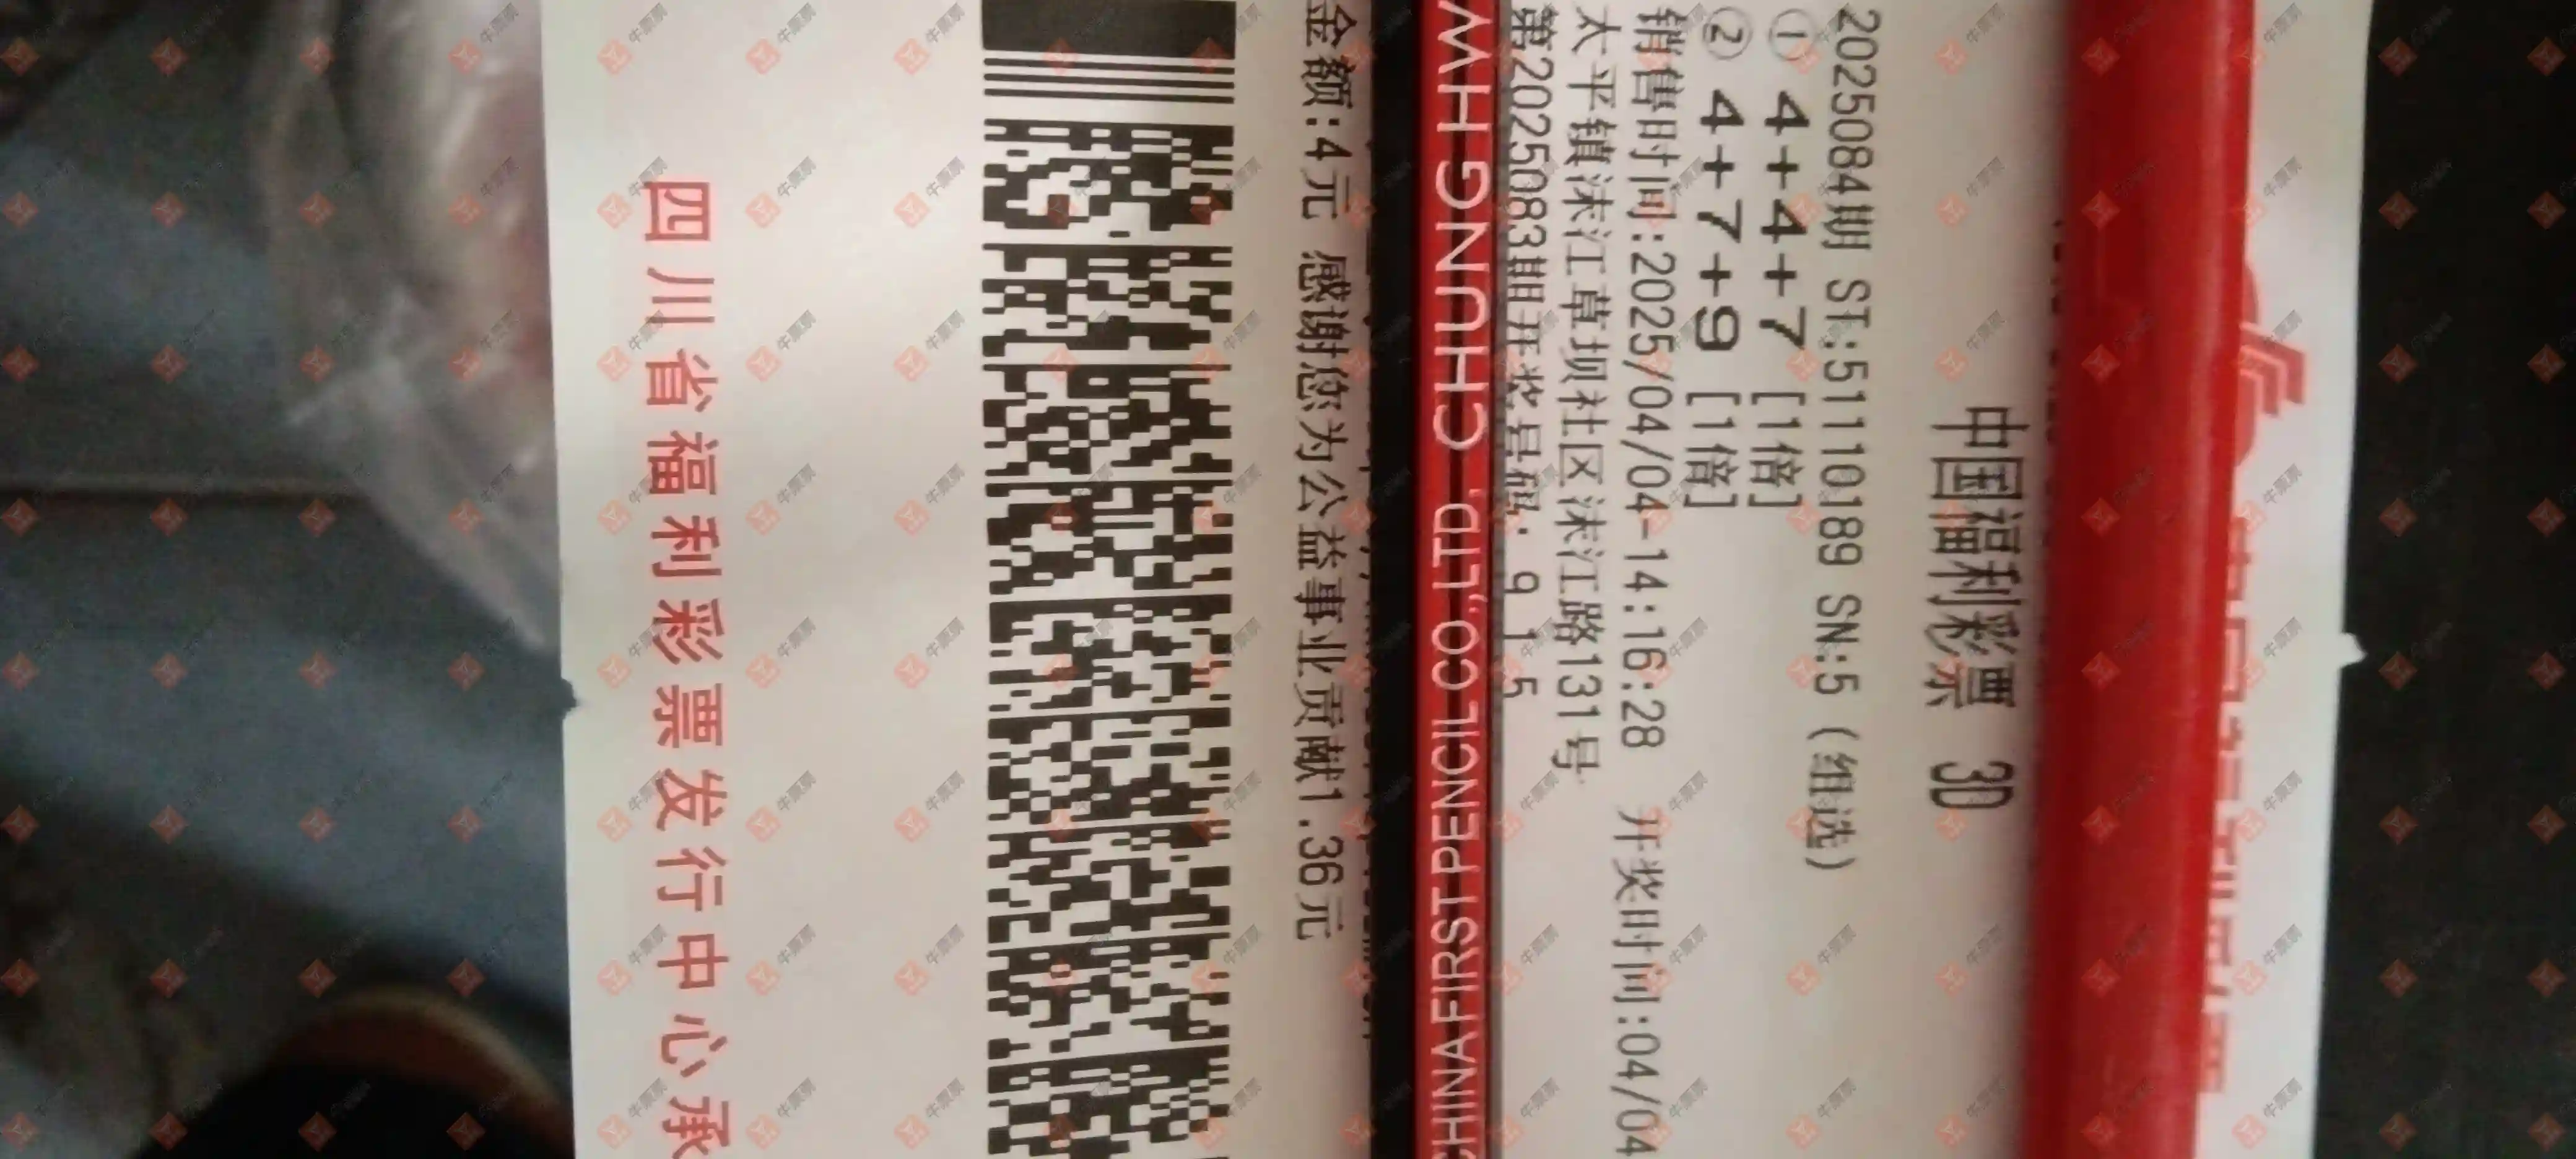 中国福利彩票 3D
2025084期 ST:51110189 SN:5 (组选)
① 4+4+7 [1倍]
② 4+7+9 [1倍]
销售时间:2025/04/04-14:16:28 开奖时间:04/04
太平镇沫江草坝社区沫江路131号
第2025083期开奖号码: 9 1 5
CHINA FIRST PENCIL CO.,LTD. CHUNG HW
金额:4元 感谢您为公益事业贡献1.36元
四川省福利彩票发行中心承
牛票票